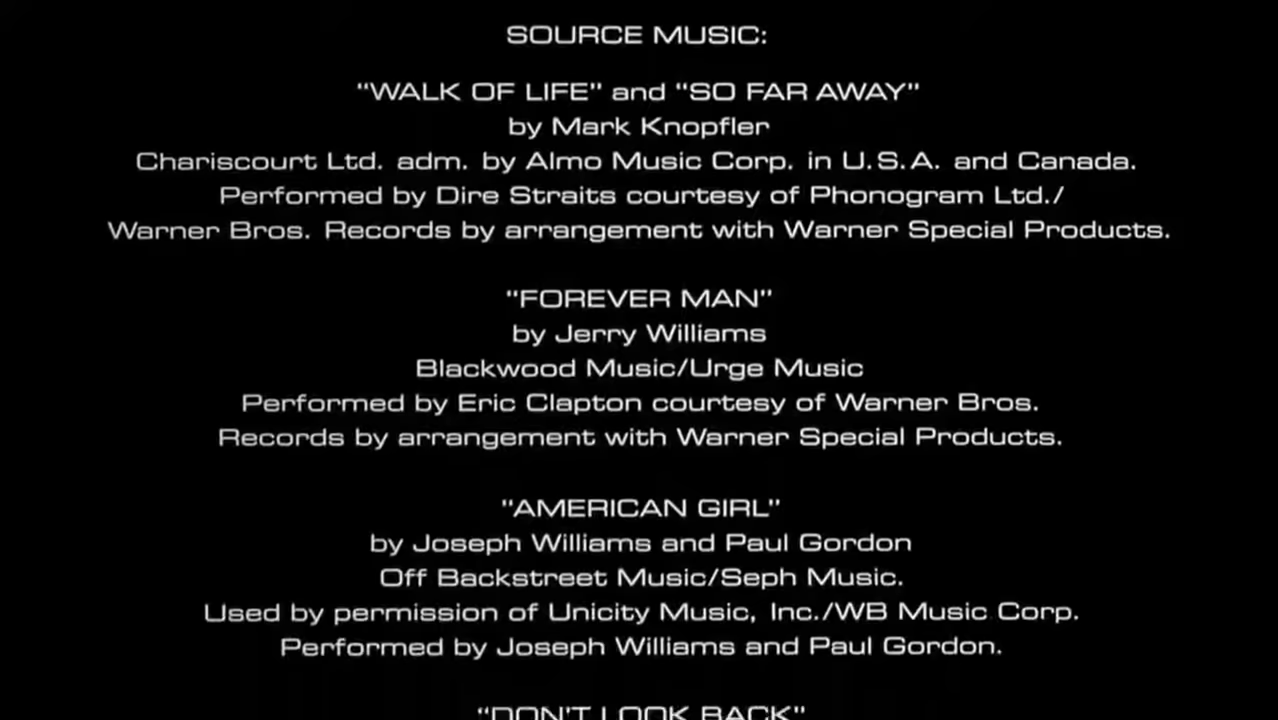 SOURCE MUSIC:
"WALK OF LIFE" and "SO FAR AWAY"
by Mark Knopfler
Chariscourt Ltd. adm. by Almo Music Corp. in U.S.A. and Canada.
Performed by Dire Straits courtesy of Phonogram Ltd./
Warner Bros. Records by arrangement with Warner Special Products.
"FOREVER MAN"
by Jerry Williams
Blackwood Music/Urge Music
Performed by Eric Clapton courtesy of Warner Bros.
Records by arrangement with Warner Special Products.
"AMERICAN GIRL"
by Joseph Williams and Paul Gordon
Off Backstreet Music/Seph Music.
Used by permission of Unicity Music, Inc./WB Music Corp.
Performed by Joseph Williams and Paul Gordon.
"DON'T LOOK BACK"